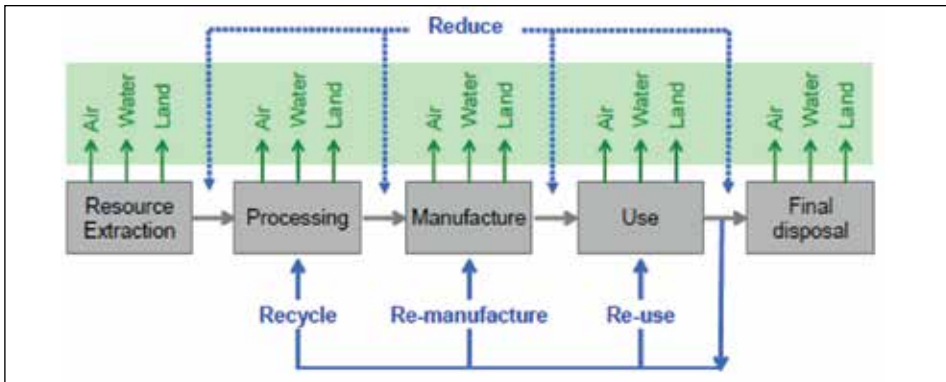 Reduce
Air Water Land Air Water Land Air Water Land Air Water Land Air Water Land
Resource
Extraction
Processing
Manufacture
Use
Final
disposal
Recycle Re-manufacture Re-use